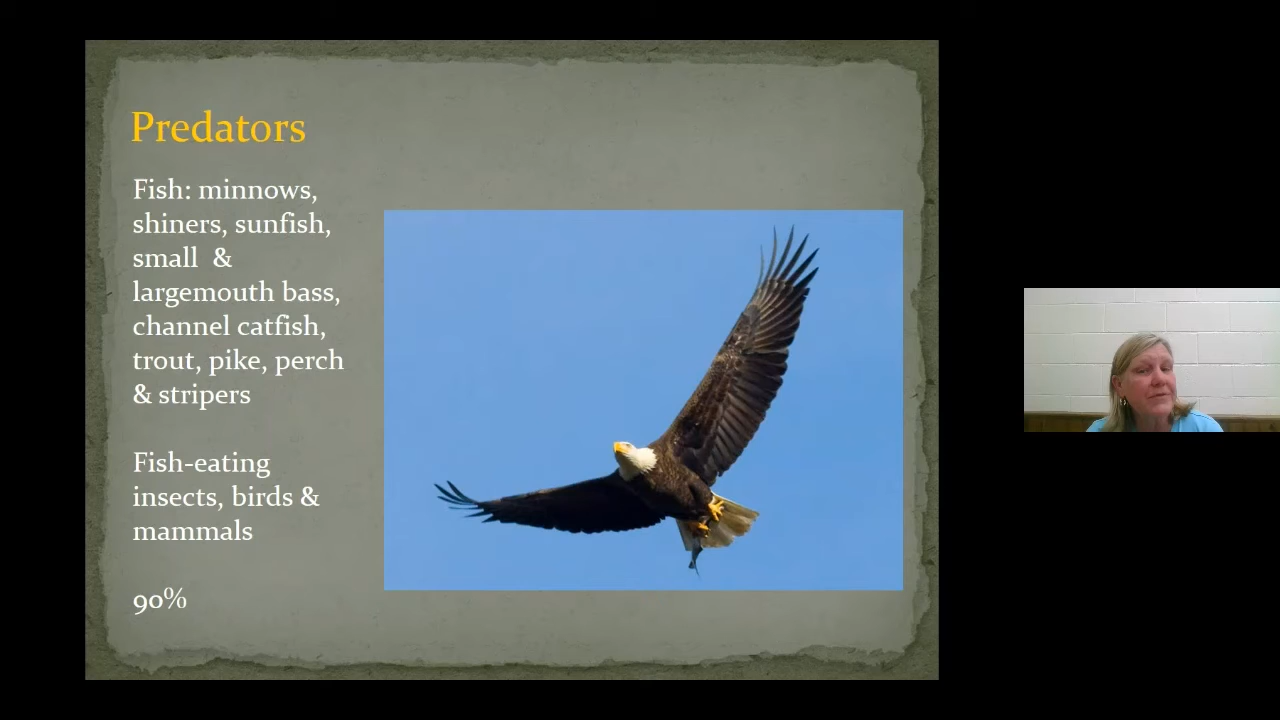 Predators
Fish: minnows,
shiners, sunfish,
small  &
largemouth bass,
channel catfish,
trout, pike, perch
& stripers
Fish-eating
insects, birds &
mammals
90%